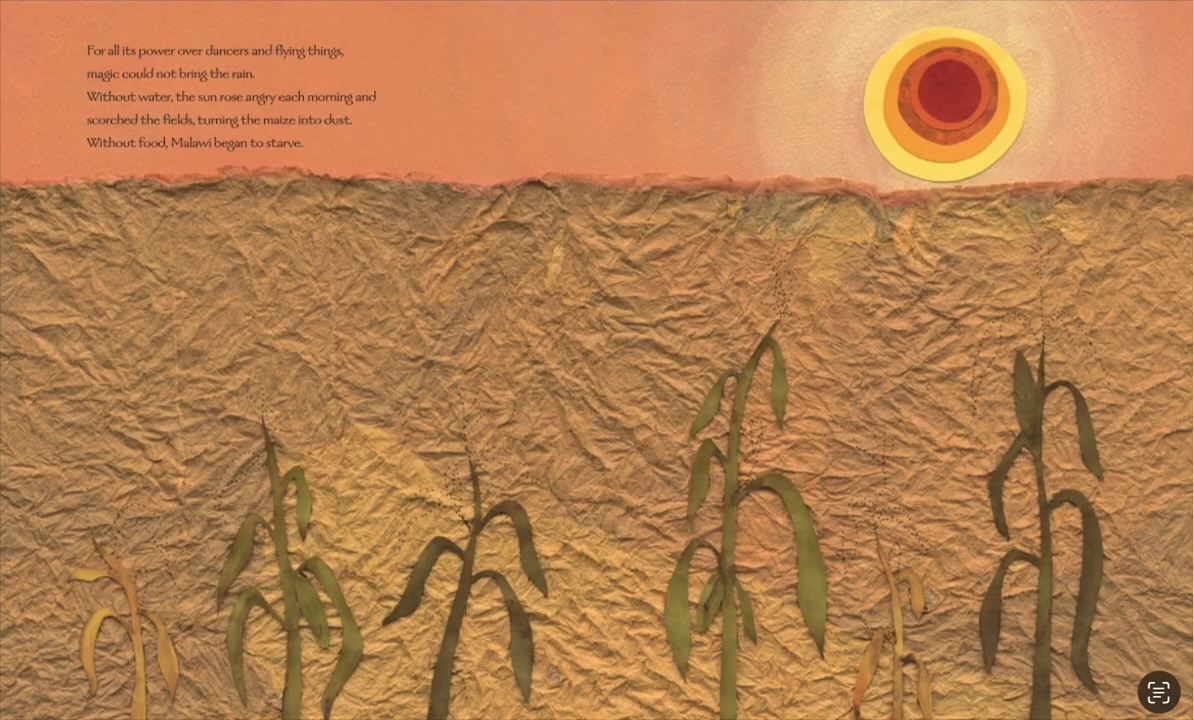 For all its power over dancers and flying things,
magic could not bring the rain.
Without water, the sun rose angry each morning and
scorched the fields, turning the maize into dust.
Without food, Malawi began to starve.